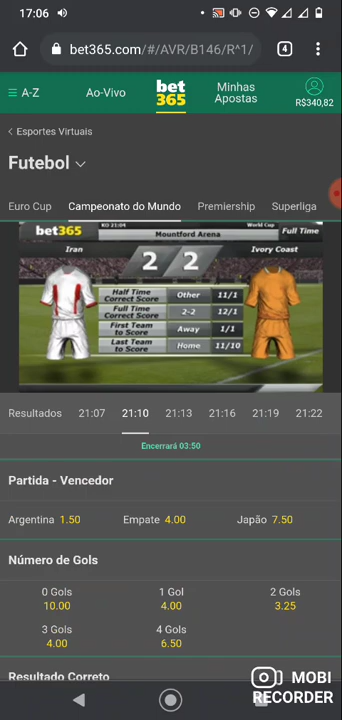 17:06
bet365.com/#/AVR/B146/R^1/
4
A-Z
Ao-Vivo
bet365
Minhas Apostas
R$340,82
Esportes Virtuais
Futebol
Euro Cup Campeonato do Mundo Premiership Superliga
bet365 KO 21:04 World Cup Full Time
Mountford Arena
Iran 2 2 Ivory Coast
Half Time Correct Score Other 11/1
Full Time Correct Score 2-2 12/1
First Team to Score Away 1/1
Last Team to Score Home 11/10
Resultados 21:07 21:10 21:13 21:16 21:19 21:22
Encerrará 03:50
Partida - Vencedor
Argentina 1.50 Empate 4.00 Japão 7.50
Número de Gols
0 Gols 1 Gol 2 Gols
10.00 4.00 3.25
3 Gols 4 Gols
4.00 6.50
Resultado Correto
MOBI
RECORDER